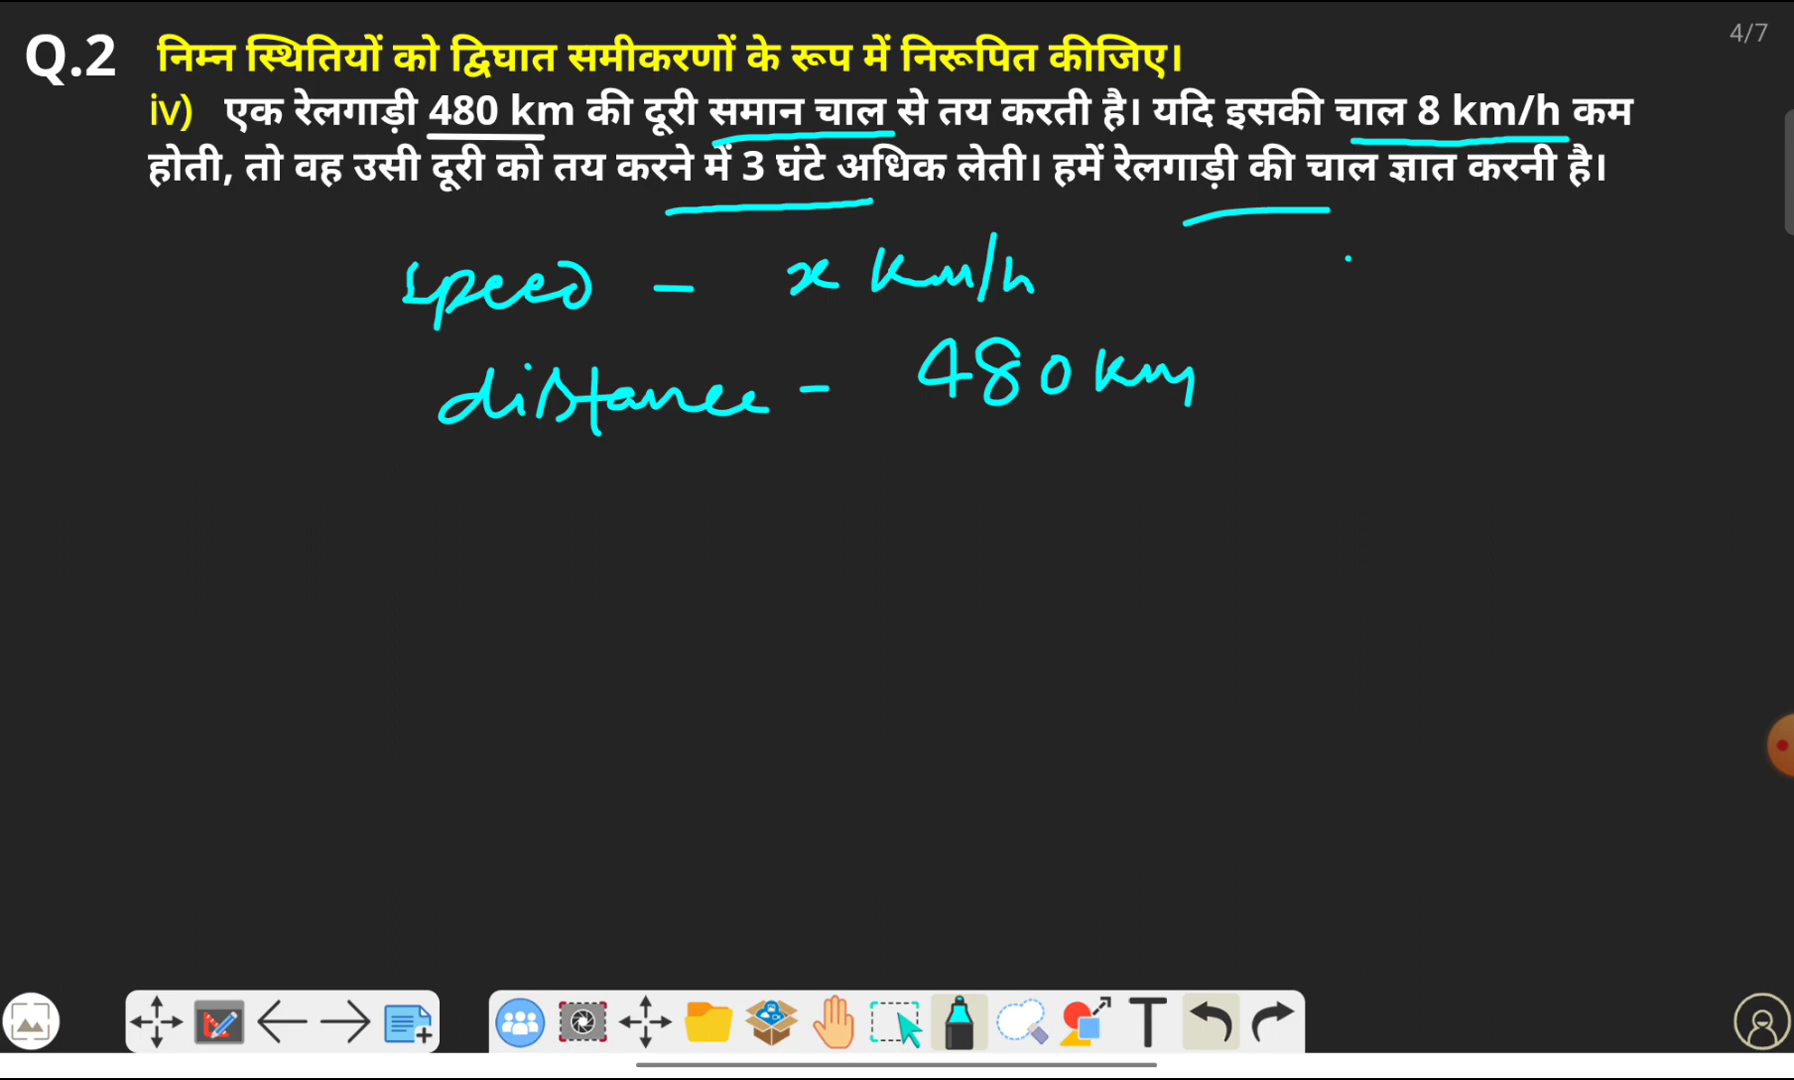 4/7
Q.2 निम्न स्थितियों को द्विघात समीकरणों के रूप में निरूपित कीजिए।
iv) एक रेलगाड़ी 480 km की दूरी समान चाल से तय करती है। यदि इसकी चाल 8 km/h कम
होती, तो वह उसी दूरी को तय करने में 3 घंटे अधिक लेती। हमें रेलगाड़ी की चाल ज्ञात करनी है।
speed - x km/h
distance - 480 km
T